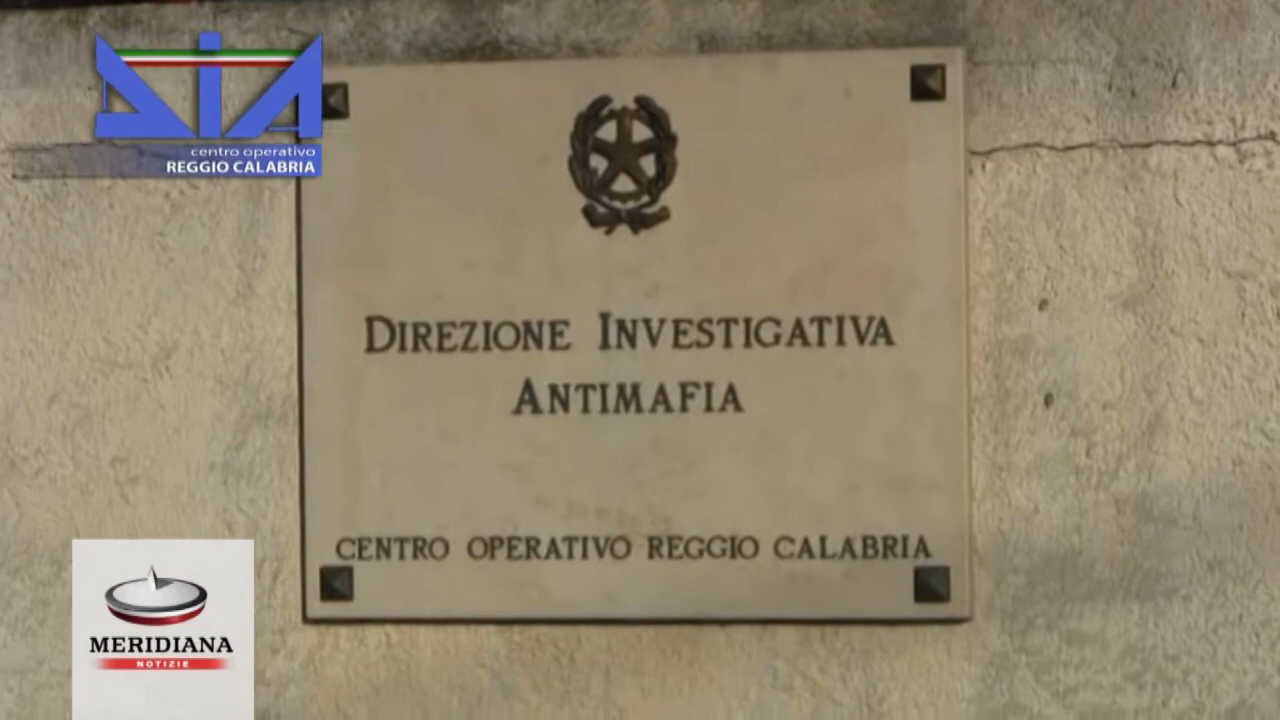 DIA
centro operativo
REGGIO CALABRIA
DIREZIONE INVESTIGATIVA
ANTIMAFIA
CENTRO OPERATIVO REGGIO CALABRIA
MERIDIANA
NOTIZIE